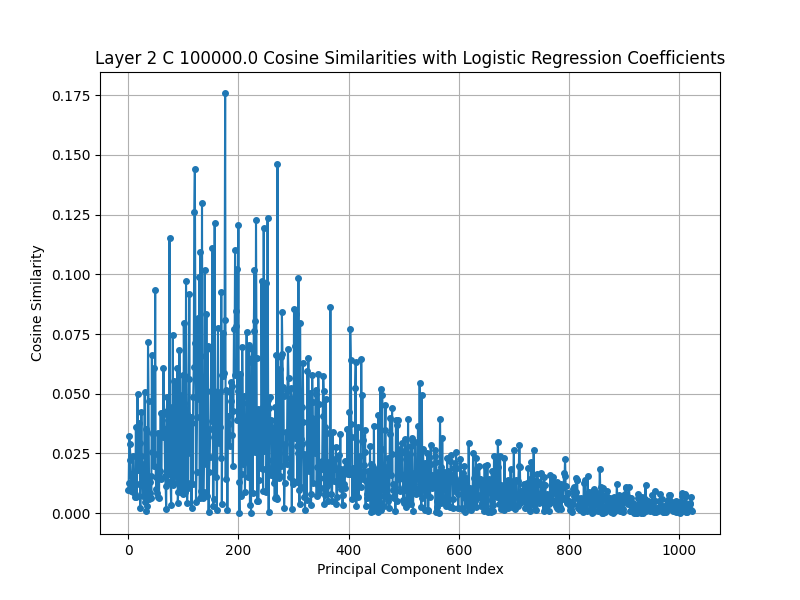 Layer 2 C 100000.0 Cosine Similarities with Logistic Regression Coefficients
0.175
0.150
0.125
0.100
0.075
0.050
0.025
0.000
Cosine Similarity
0 200 400 600 800 1000
Principal Component Index